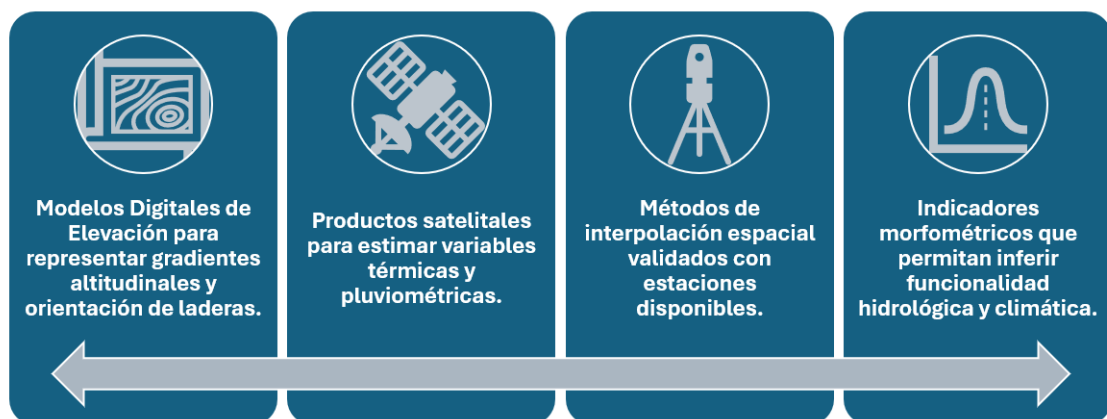 Modelos Digitales de
Elevación para
representar gradientes
altitudinales y
orientación de laderas.
Productos satelitales
para estimar variables
térmicas y
pluviométricas.
Métodos de
interpolación espacial
validados con
estaciones
disponibles.
Indicadores
morfométricos que
permitan inferir
funcionalidad
hidrológica y climática.